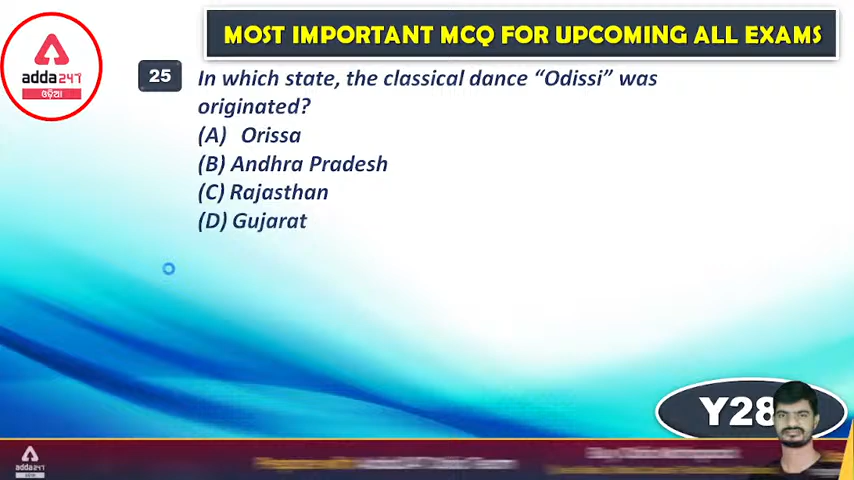 MOST IMPORTANT MCQ FOR UPCOMING ALL EXAMS
adda247
ଓଡ଼ିଆ
25
In which state, the classical dance “Odissi” was
originated?
(A) Orissa
(B) Andhra Pradesh
(C) Rajasthan
(D) Gujarat
Y28
adda247